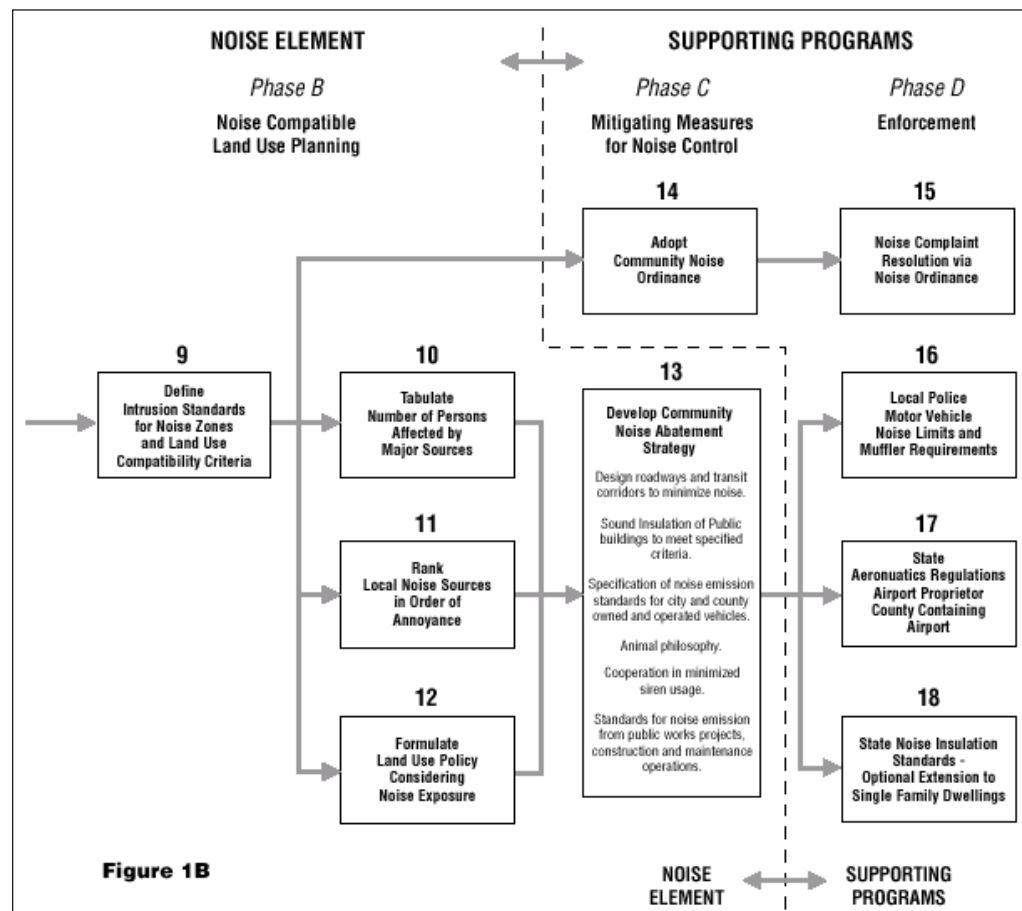 NOISE ELEMENT
SUPPORTING PROGRAMS
Phase B
Phase C
Phase D
Noise Compatible
Land Use Planning
Mitigating Measures
for Noise Control
Enforcement
14
Adopt
Community Noise
Ordinance
15
Noise Complaint
Resolution via
Noise Ordinance
9
Define
Intrusion Standards
for Noise Zones
and Land Use
Compatibility Criteria
10
Tabulate
Number of Persons
Affected by
Major Sources
11
Rank
Local Noise Sources
in Order of
Annoyance
12
Formulate
Land Use Policy
Considering
Noise Exposure
13
Develop Community
Noise Abatement
Strategy
Design roadways and transit
corridors to minimize noise.
Sound Insulation of Public
buildings to meet specified
criteria.
Specification of noise emission
standards for city and county
owned and operated vehicles.
Animal philosophy.
Cooperation in minimized
siren usage.
Standards for noise emission
from public works projects,
construction and maintenance
operations.
16
Local Police
Motor Vehicle
Noise Limits and
Muffler Requirements
17
State
Aeronuatics Regulations
Airport Proprietor
County Containing
Airport
18
State Noise Insulation
Standards -
Optional Extension to
Single Family Dwellings
Figure 1B
NOISE
ELEMENT
SUPPORTING
PROGRAMS